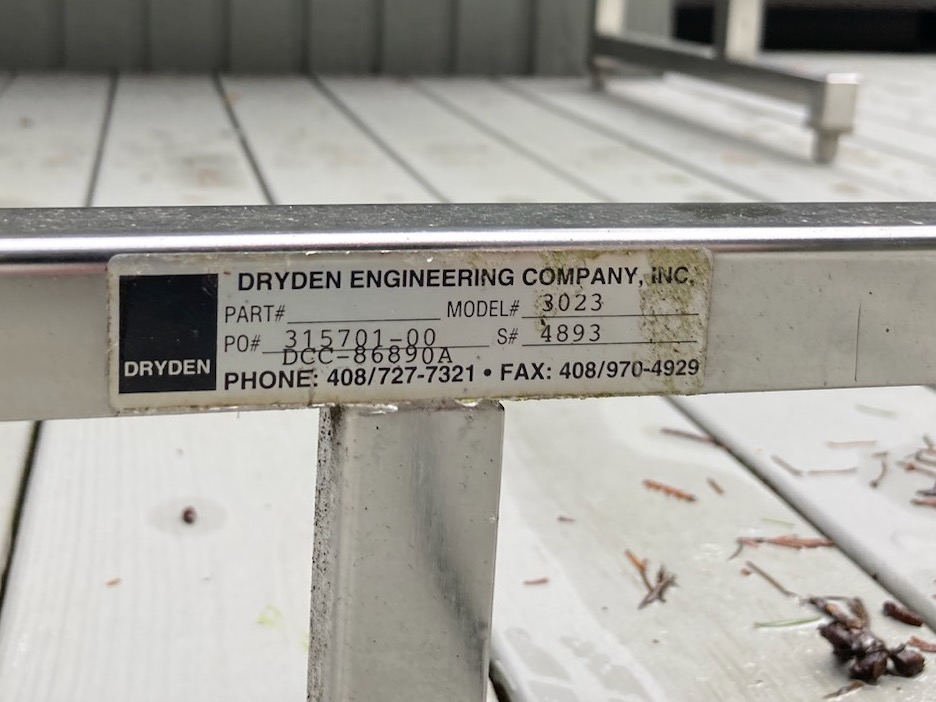 DRYDEN ENGINEERING COMPANY, INC.
PART# MODEL# 3023
PO# 315701-00 S# 4893
DCC-86890A
DRYDEN
PHONE: 408/727-7321 • FAX: 408/970-4929